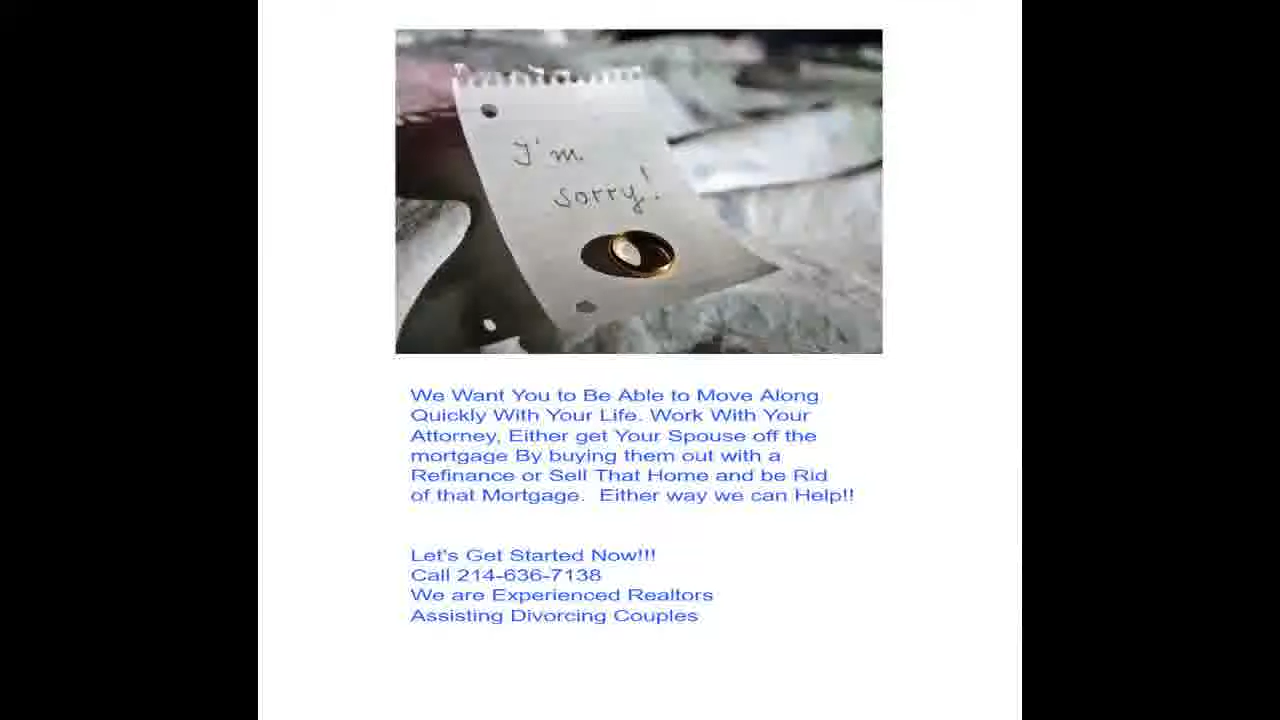 I'm
sorry!
We Want You to Be Able to Move Along
Quickly With Your Life. Work With Your
Attorney, Either get Your Spouse off the
mortgage By buying them out with a
Refinance or Sell That Home and be Rid
of that Mortgage.  Either way we can Help!!
Let's Get Started Now!!!
Call 214-636-7138
We are Experienced Realtors
Assisting Divorcing Couples